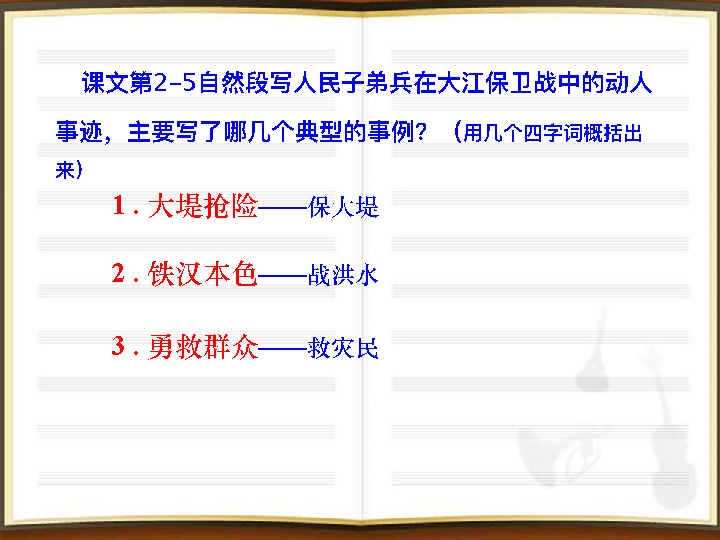 课文第2–5自然段写人民子弟兵在大江保卫战中的动人
事迹，主要写了哪几个典型的事例？（用几个四字词概括出
来）
1 . 大堤抢险——保大堤
2 . 铁汉本色——战洪水
3 . 勇救群众——救灾民